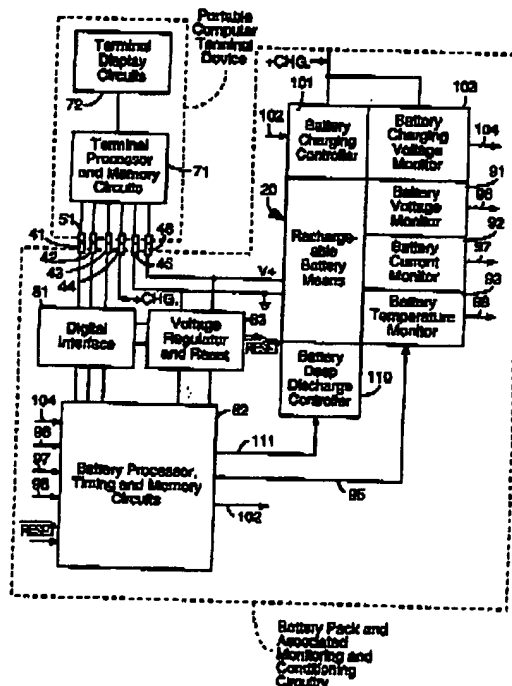 Portable
Computer
Terminal
Device
Terminal
Display
Circuits
72
Terminal
Processor
and Memory
Circuits
71
51
41
42
43
44
45
46
+CHG.
101
103
102
Battery
Charging
Controller
Battery
Charging
Voltage
Monitor
104
91
20
Battery
Voltage
Monitor
96
92
Recharge-
able
Battery
Means
Battery
Current
Monitor
97
93
Battery
Temperature
Monitor
98
V+
+CHG.
81
Digital
Interface
Voltage
Regulator
and Reset
83
RESET
Battery
Deep
Discharge
Controller
110
82
104
96
97
98
RESET
Battery Processor,
Timing and Memory
Circuits
111
95
102
Battery Pack and
Associated
Monitoring and
Conditioning
Circuitry